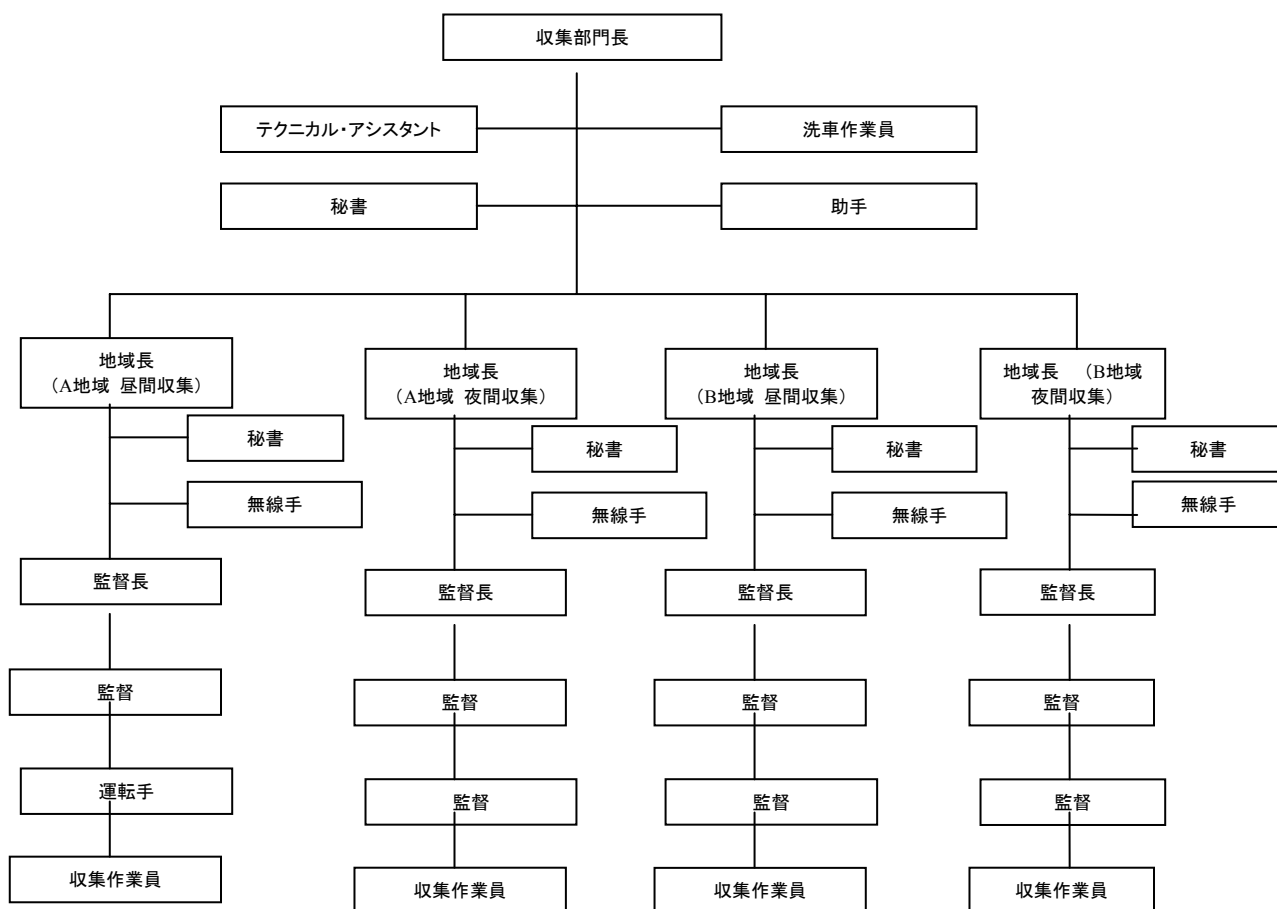 収集部門長
テクニカル・アシスタント
洗車作業員
秘書
助手
地域長
（A地域 昼間収集）
地域長
（A地域 夜間収集）
地域長
（B地域 昼間収集）
地域長 （B地域
夜間収集）
秘書
秘書
秘書
秘書
無線手
無線手
無線手
無線手
監督長
監督長
監督長
監督長
監督
監督
監督
監督
運転手
監督
監督
監督
収集作業員
収集作業員
収集作業員
収集作業員